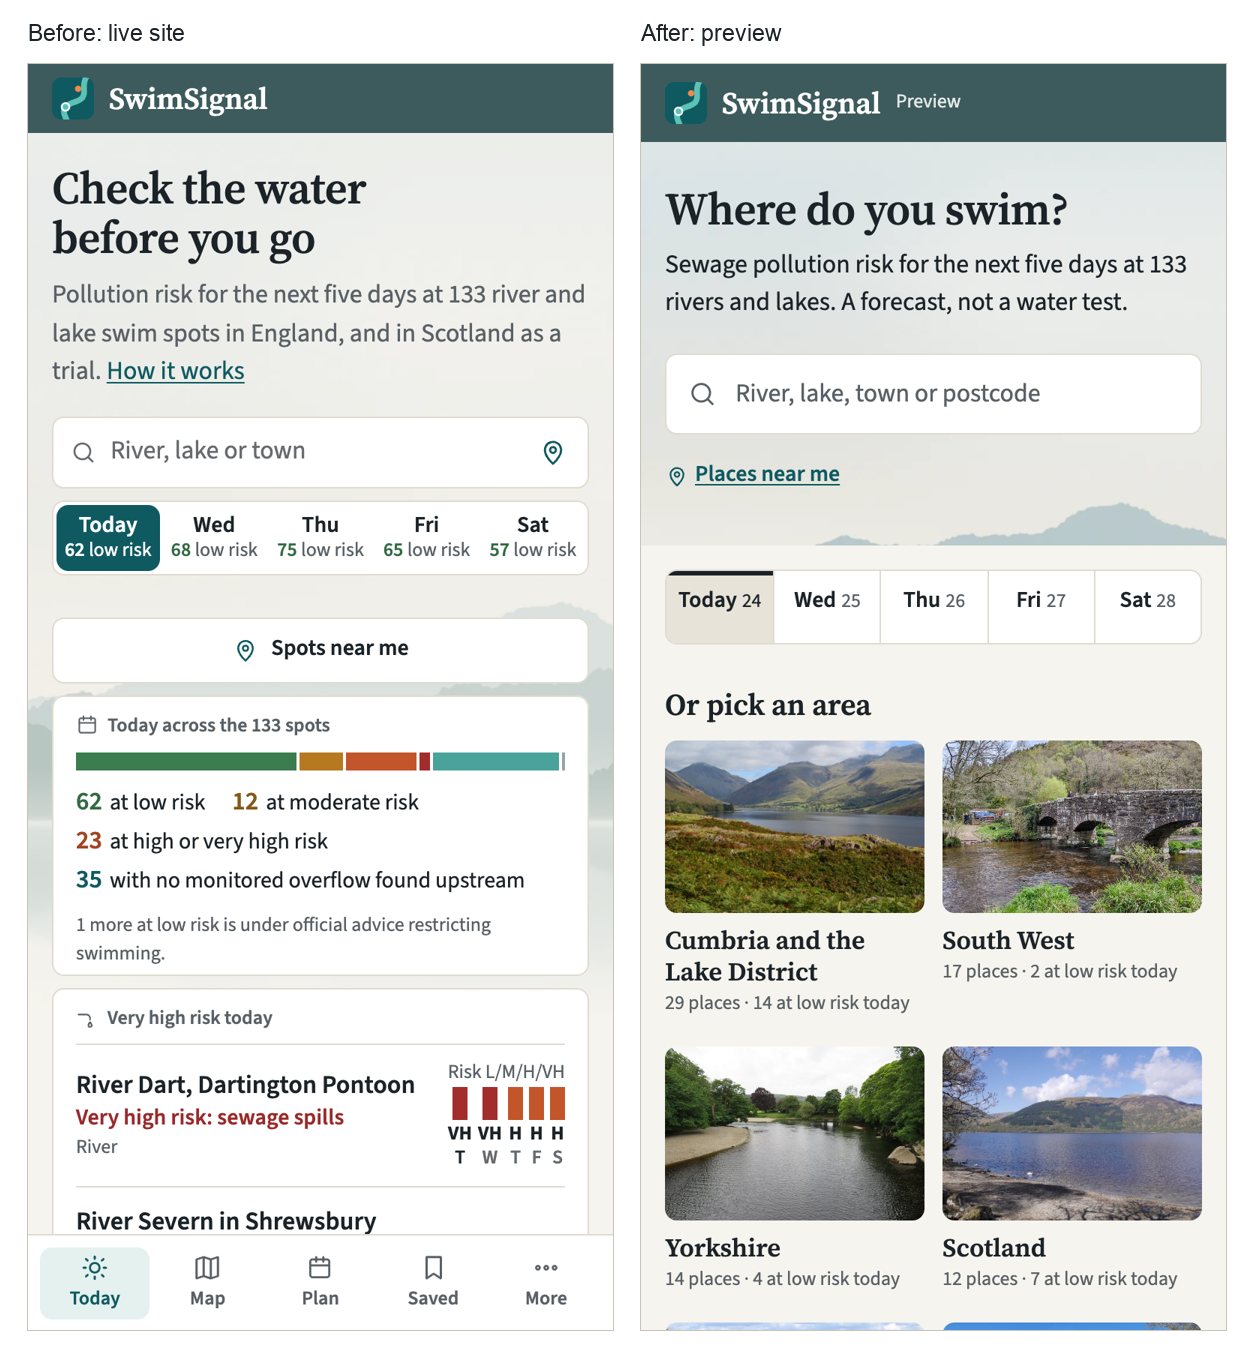 Before: live site
SwimSignal
Check the water
before you go
Pollution risk for the next five days at 133 river and
lake swim spots in England, and in Scotland as a
trial. How it works
River, lake or town
Today Wed Thu Fri Sat
62 low risk 68 low risk 75 low risk 65 low risk 57 low risk
Spots near me
Today across the 133 spots
62 at low risk 12 at moderate risk
23 at high or very high risk
35 with no monitored overflow found upstream
1 more at low risk is under official advice restricting
swimming.
Very high risk today
River Dart, Dartington Pontoon
Very high risk: sewage spills
River
Risk L/M/H/VH
VH VH H H H
T W T F S
River Severn in Shrewsbury
Today Map Plan Saved More
After: preview
SwimSignal Preview
Where do you swim?
Sewage pollution risk for the next five days at 133
rivers and lakes. A forecast, not a water test.
River, lake, town or postcode
Places near me
Today 24 Wed 25 Thu 26 Fri 27 Sat 28
Or pick an area
Cumbria and the
Lake District
29 places · 14 at low risk today
South West
17 places · 2 at low risk today
Yorkshire
14 places · 4 at low risk today
Scotland
12 places · 7 at low risk today